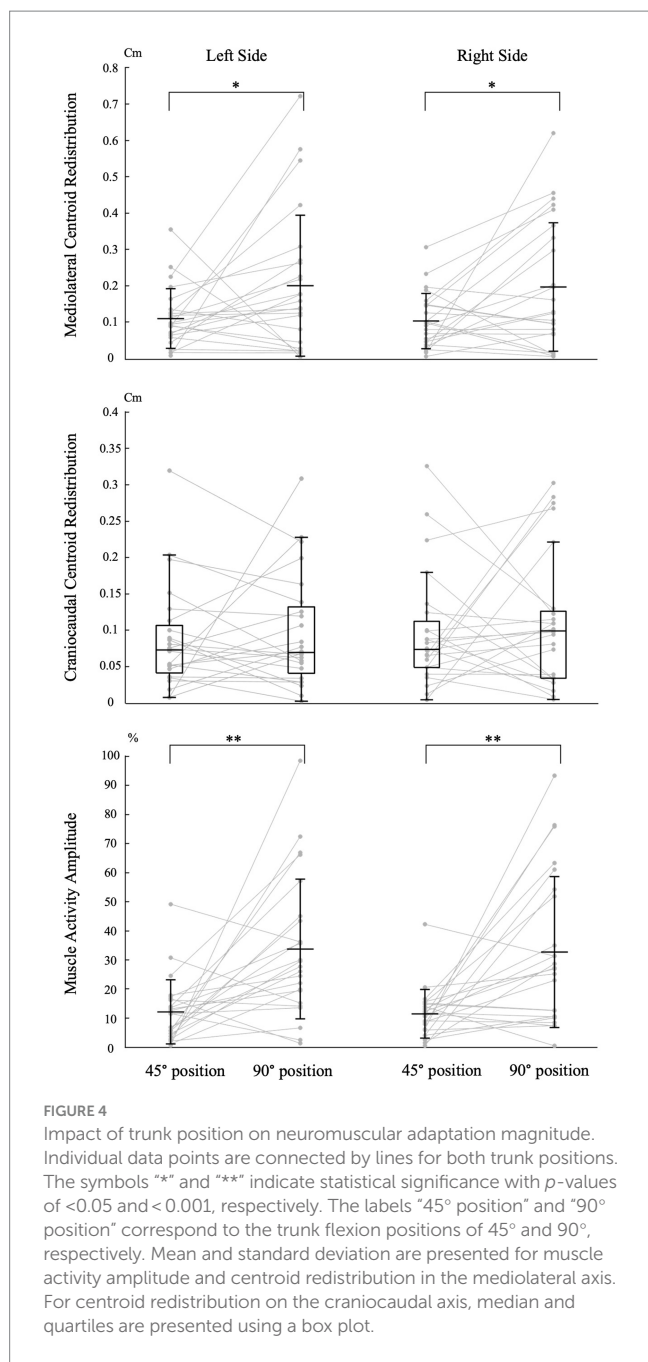 Left Side
Right Side
Cm
*
*
Mediolateral Centroid Redistribution
0.8
0.7
0.6
0.5
0.4
0.3
0.2
0.1
0
Cm
Craniocaudal Centroid Redistribution
0.4
0.35
0.3
0.25
0.2
0.15
0.1
0.05
0
%
**
**
Muscle Activity Amplitude
100
90
80
70
60
50
40
30
20
10
0
45° position
90° position
45° position
90° position
FIGURE 4
Impact of trunk position on neuromuscular adaptation magnitude.
Individual data points are connected by lines for both trunk positions.
The symbols “*” and “**” indicate statistical significance with p-values
of <0.05 and < 0.001, respectively. The labels “45° position” and “90°
position” correspond to the trunk flexion positions of 45° and 90°,
respectively. Mean and standard deviation are presented for muscle
activity amplitude and centroid redistribution in the mediolateral axis.
For centroid redistribution on the craniocaudal axis, median and
quartiles are presented using a box plot.